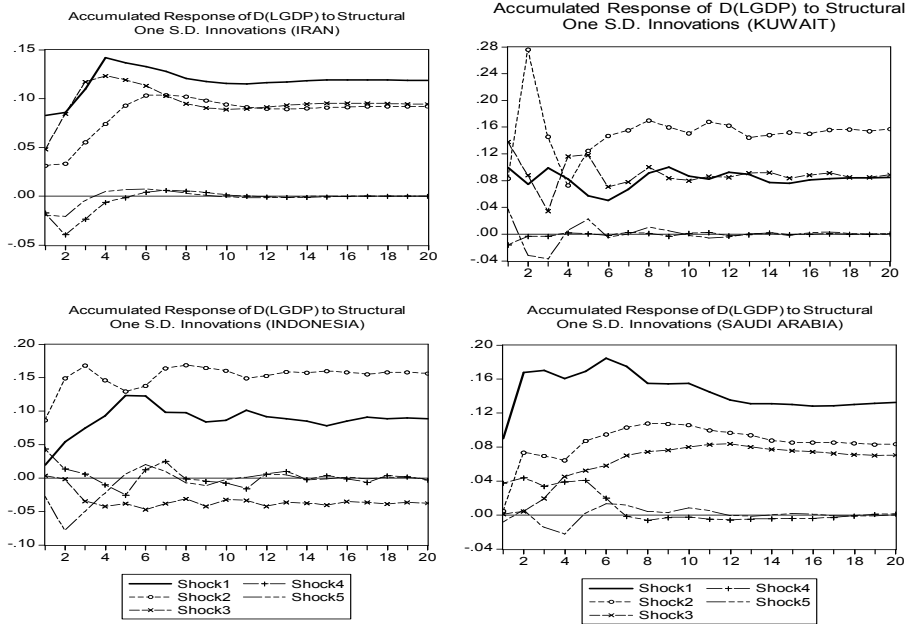 Accumulated Response of D(LGDP) to Structural
One S.D. Innovations (IRAN)
.15
.10
.05
.00
-.05
2 4 6 8 10 12 14 16 18 20
Accumulated Response of D(LGDP) to Structural
One S.D. Innovations (KUWAIT)
.28
.24
.20
.16
.12
.08
.04
.00
-.04
2 4 6 8 10 12 14 16 18 20
Accumulated Response of D(LGDP) to Structural
One S.D. Innovations (INDONESIA)
.20
.15
.10
.05
.00
-.05
-.10
2 4 6 8 10 12 14 16 18 20
Shock1 Shock4
Shock2 Shock5
Shock3
Accumulated Response of D(LGDP) to Structural
One S.D. Innovations (SAUDI ARABIA)
.20
.16
.12
.08
.04
.00
-.04
2 4 6 8 10 12 14 16 18 20
Shock1 Shock4
Shock2 Shock5
Shock3